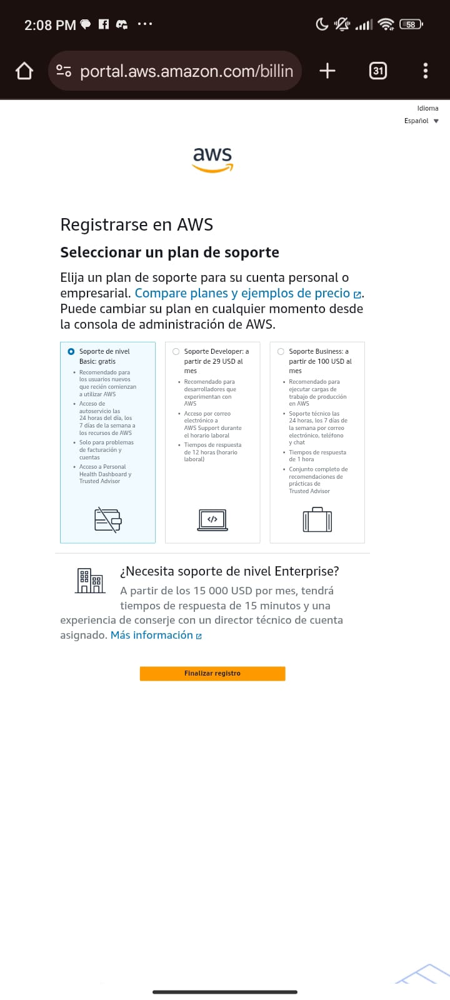 2:08 PM
58
portal.aws.amazon.com/billin
31
Idioma
Español
aws
Registrarse en AWS
Seleccionar un plan de soporte
Elija un plan de soporte para su cuenta personal o
empresarial. Compare planes y ejemplos de precio.
Puede cambiar su plan en cualquier momento desde
la consola de administración de AWS.
Soporte de nivel
Basic: gratis
• Recomendado para
los usuarios nuevos
que recién comienzan
a utilizar AWS
• Acceso de
autoservicio las
24 horas del día, los
7 días de la semana a
los recursos de AWS
• Solo para problemas
de facturación y
cuentas
• Acceso a Personal
Health Dashboard y
Trusted Advisor
Soporte Developer: a
partir de 29 USD al
mes
• Recomendado para
desarrolladores que
experimentan con
AWS
• Acceso por correo
electrónico a
AWS Support durante
el horario laboral
• Tiempos de respuesta
de 12 horas (horario
laboral)
</>
Soporte Business: a
partir de 100 USD al
mes
• Recomendado para
ejecutar cargas de
trabajo de producción
en AWS
• Soporte técnico las
24 horas, los 7 días de
la semana por correo
electrónico, teléfono
y chat
• Tiempos de respuesta
de 1 hora
• Conjunto completo de
recomendaciones de
prácticas de
Trusted Advisor
¿Necesita soporte de nivel Enterprise?
A partir de los 15 000 USD por mes, tendrá
tiempos de respuesta de 15 minutos y una
experiencia de conserje con un director técnico de cuenta
asignado. Más información
Finalizar registro